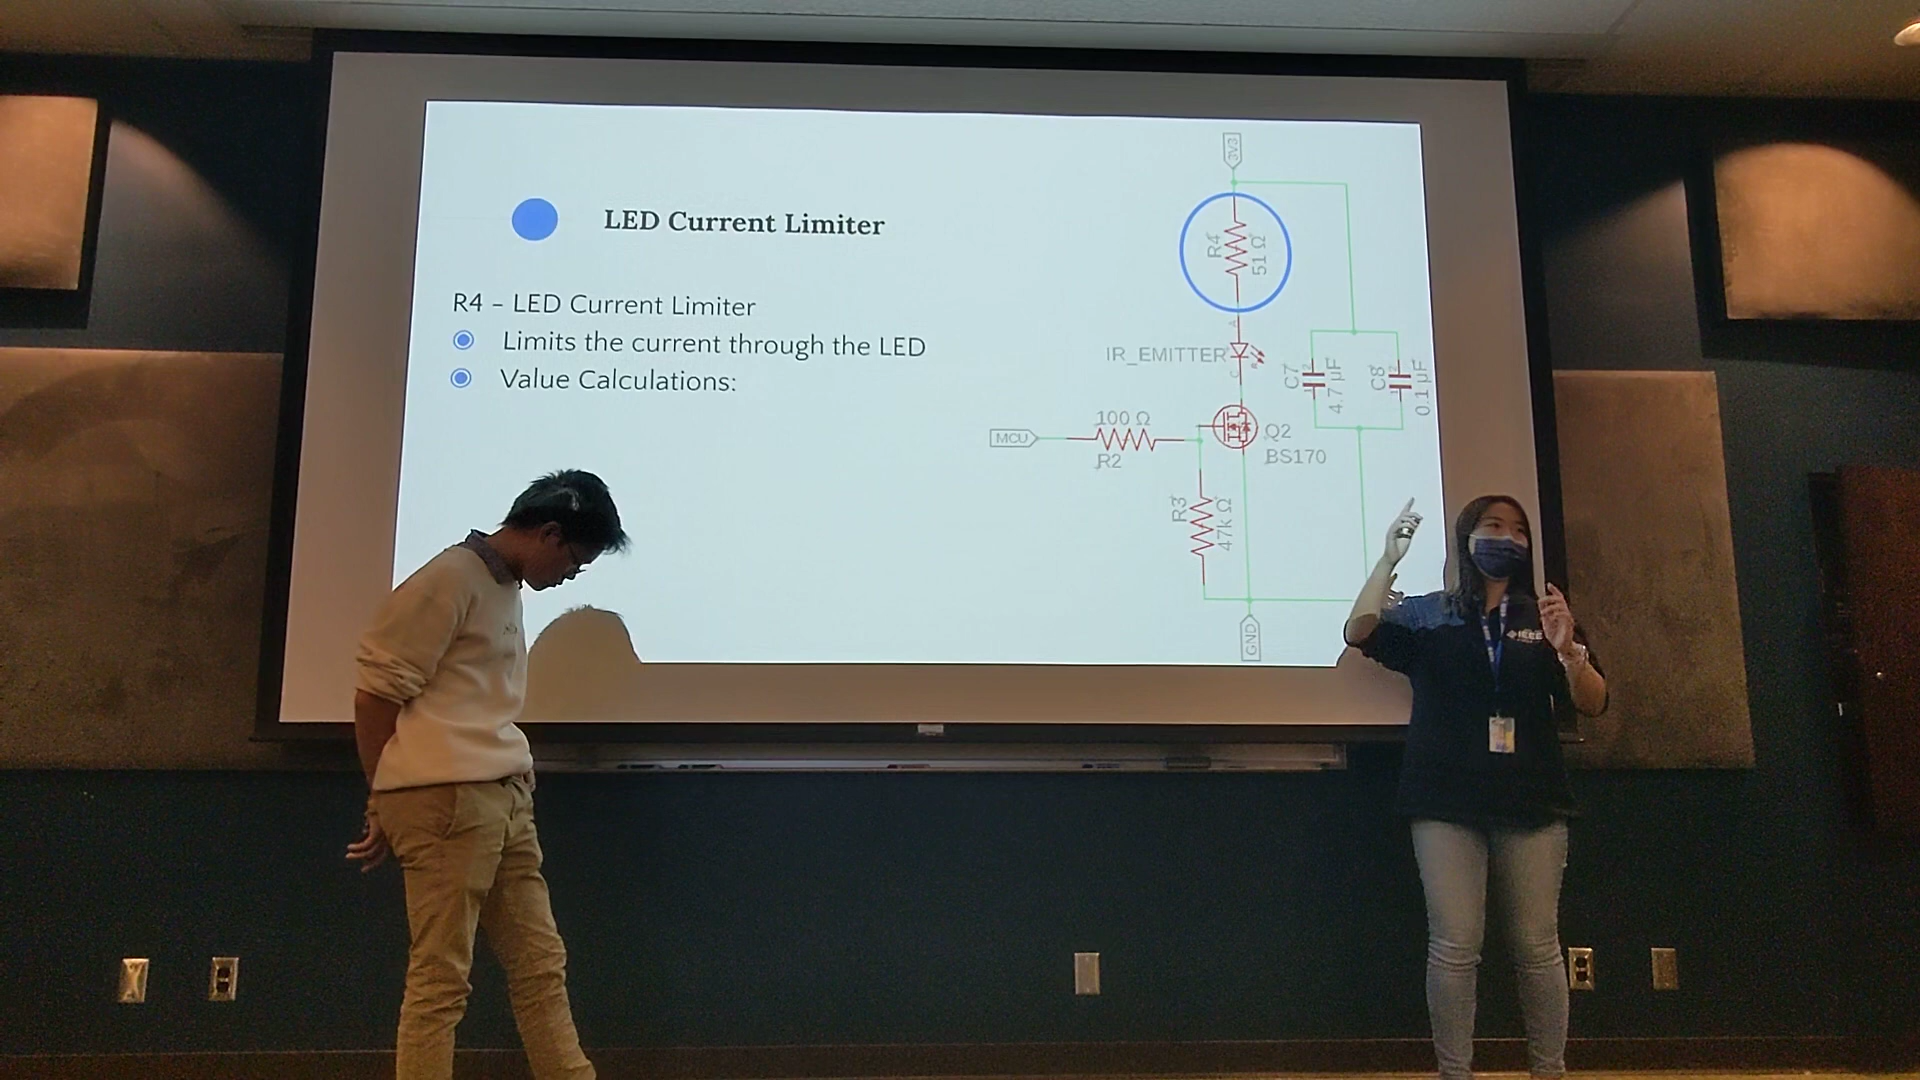 LED Current Limiter
R4 – LED Current Limiter
Limits the current through the LED
Value Calculations:
3V3
R4
51 Ω
A
IR_EMITTER
C
C7
4.7 µF
C8
0.1 µF
MCU
100 Ω
R2
Q2
BS170
R3
47k Ω
GND
IEEE